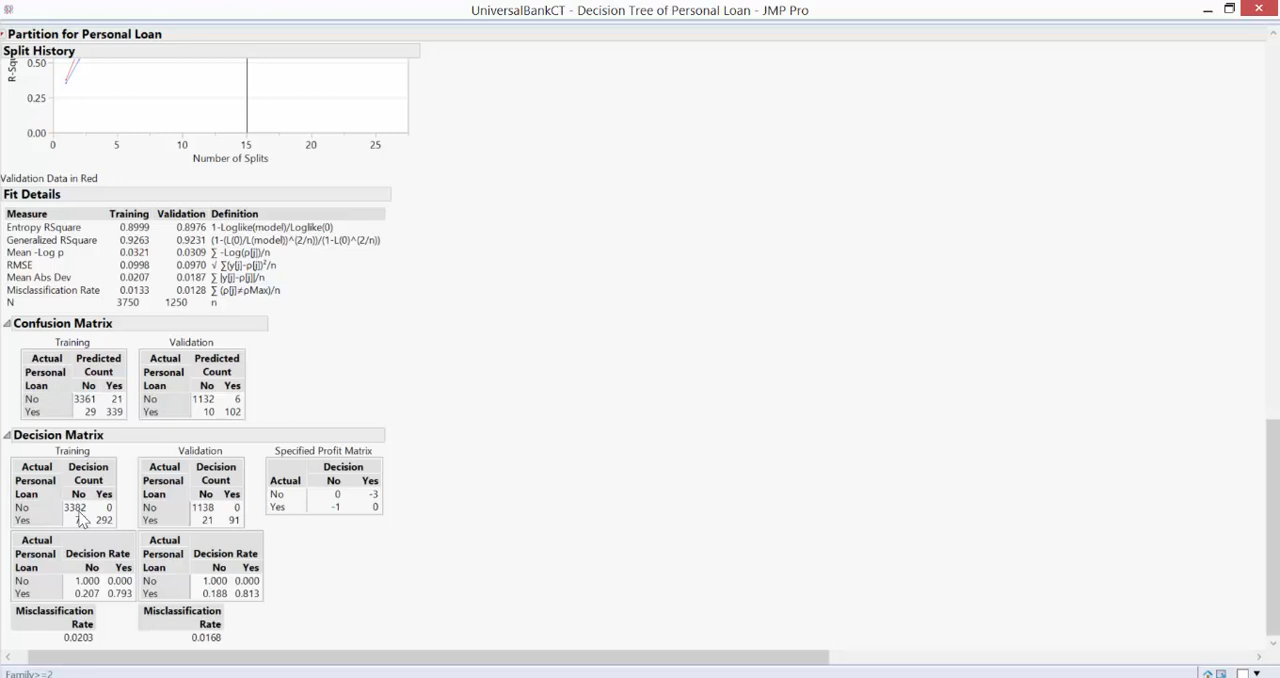 UniversalBankCT - Decision Tree of Personal Loan - JMP Pro
Partition for Personal Loan
Split History
0.50
R-Squ
0.25
0.00
0 5 10 15 20 25
Number of Splits
Validation Data in Red
Fit Details
Measure Training Validation Definition
Entropy RSquare 0.8999 0.8976 1-Loglike(model)/Loglike(0)
Generalized RSquare 0.9263 0.9231 (1-(L(0)/L(model))^(2/n))/(1-L(0)^(2/n))
Mean -Log p 0.0321 0.0309 ∑ -Log(ρ[j])/n
RMSE 0.0998 0.0970 √ ∑(y[j]-ρ[j])²/n
Mean Abs Dev 0.0207 0.0187 ∑ |y[j]-ρ[j]|/n
Misclassification Rate 0.0133 0.0128 ∑ (ρ[j]≠ρMax)/n
N 3750 1250 n
Confusion Matrix
Training Validation
Actual Predicted Actual Predicted
Personal Count Personal Count
Loan No Yes Loan No Yes
No 3361 21 No 1132 6
Yes 29 339 Yes 10 102
Decision Matrix
Training Validation Specified Profit Matrix
Actual Decision Actual Decision Decision
Personal Count Personal Count Actual No Yes
Loan No Yes Loan No Yes No 0 -3
No 3382 0 No 1138 0 Yes -1 0
Yes 292 Yes 21 91
Actual Actual
Personal Decision Rate Personal Decision Rate
Loan No Yes Loan No Yes
No 1.000 0.000 No 1.000 0.000
Yes 0.207 0.793 Yes 0.188 0.813
Misclassification Misclassification
Rate Rate
0.0203 0.0168
Family>=2